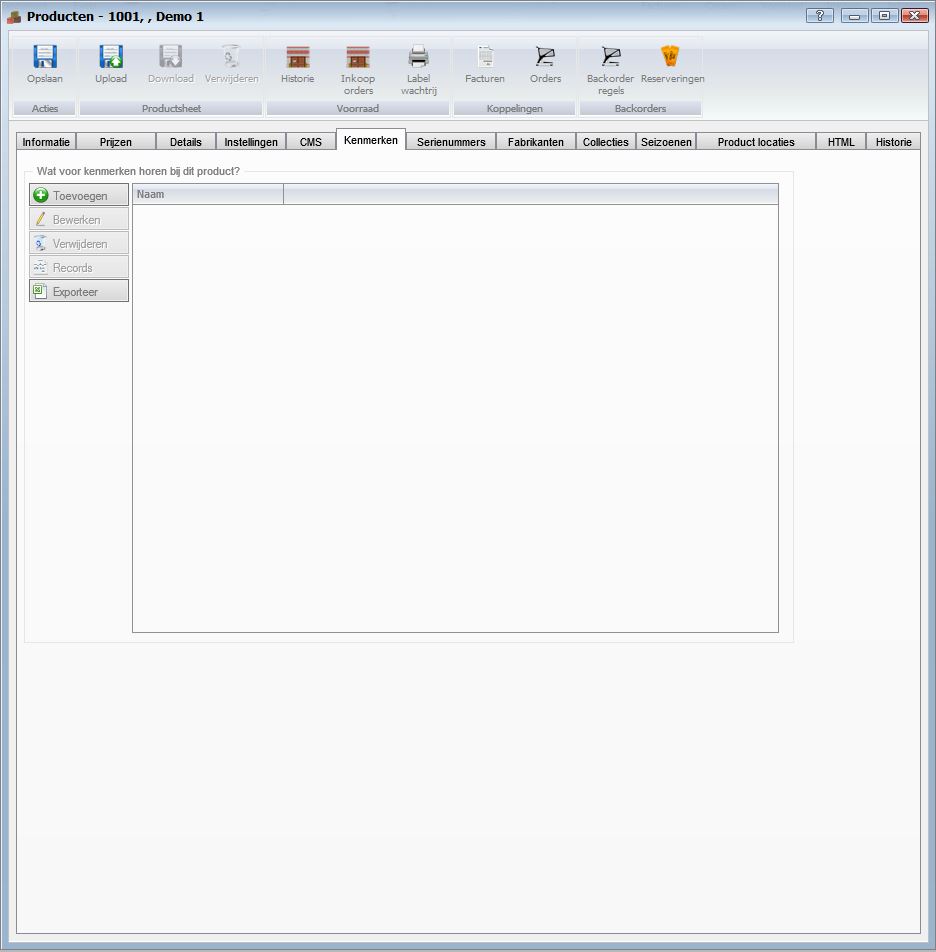 Producten - 1001, , Demo 1
?
Opslaan Upload Download Verwijderen Historie Inkoop orders Label wachtrij Facturen Orders Backorder regels Reserveringen
Acties Productsheet Voorraad Koppelingen Backorders
Informatie Prijzen Details Instellingen CMS Kenmerken Serienummers Fabrikanten Collecties Seizoenen Product locaties HTML Historie
Wat voor kenmerken horen bij dit product?
Toevoegen Naam
Bewerken
Verwijderen
Records
Exporteer